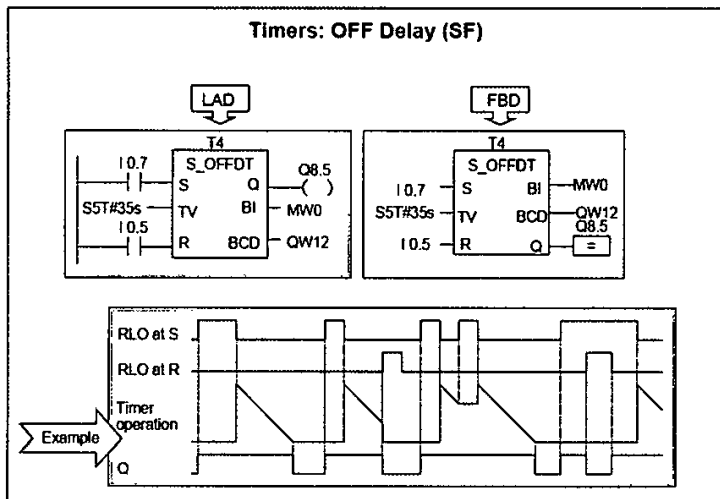 Timers: OFF Delay (SF)
LAD
FBD
T4
S_OFFDT
I 0.7
S
Q
Q8.5
S5T#35s
TV
BI
MW0
I 0.5
R
BCD
QW12
T4
S_OFFDT
I 0.7
S
BI
MW0
S5T#35s
TV
BCD
QW12
Q8.5
I 0.5
R
Q
=
RLO at S
RLO at R
Timer
operation
Example
Q